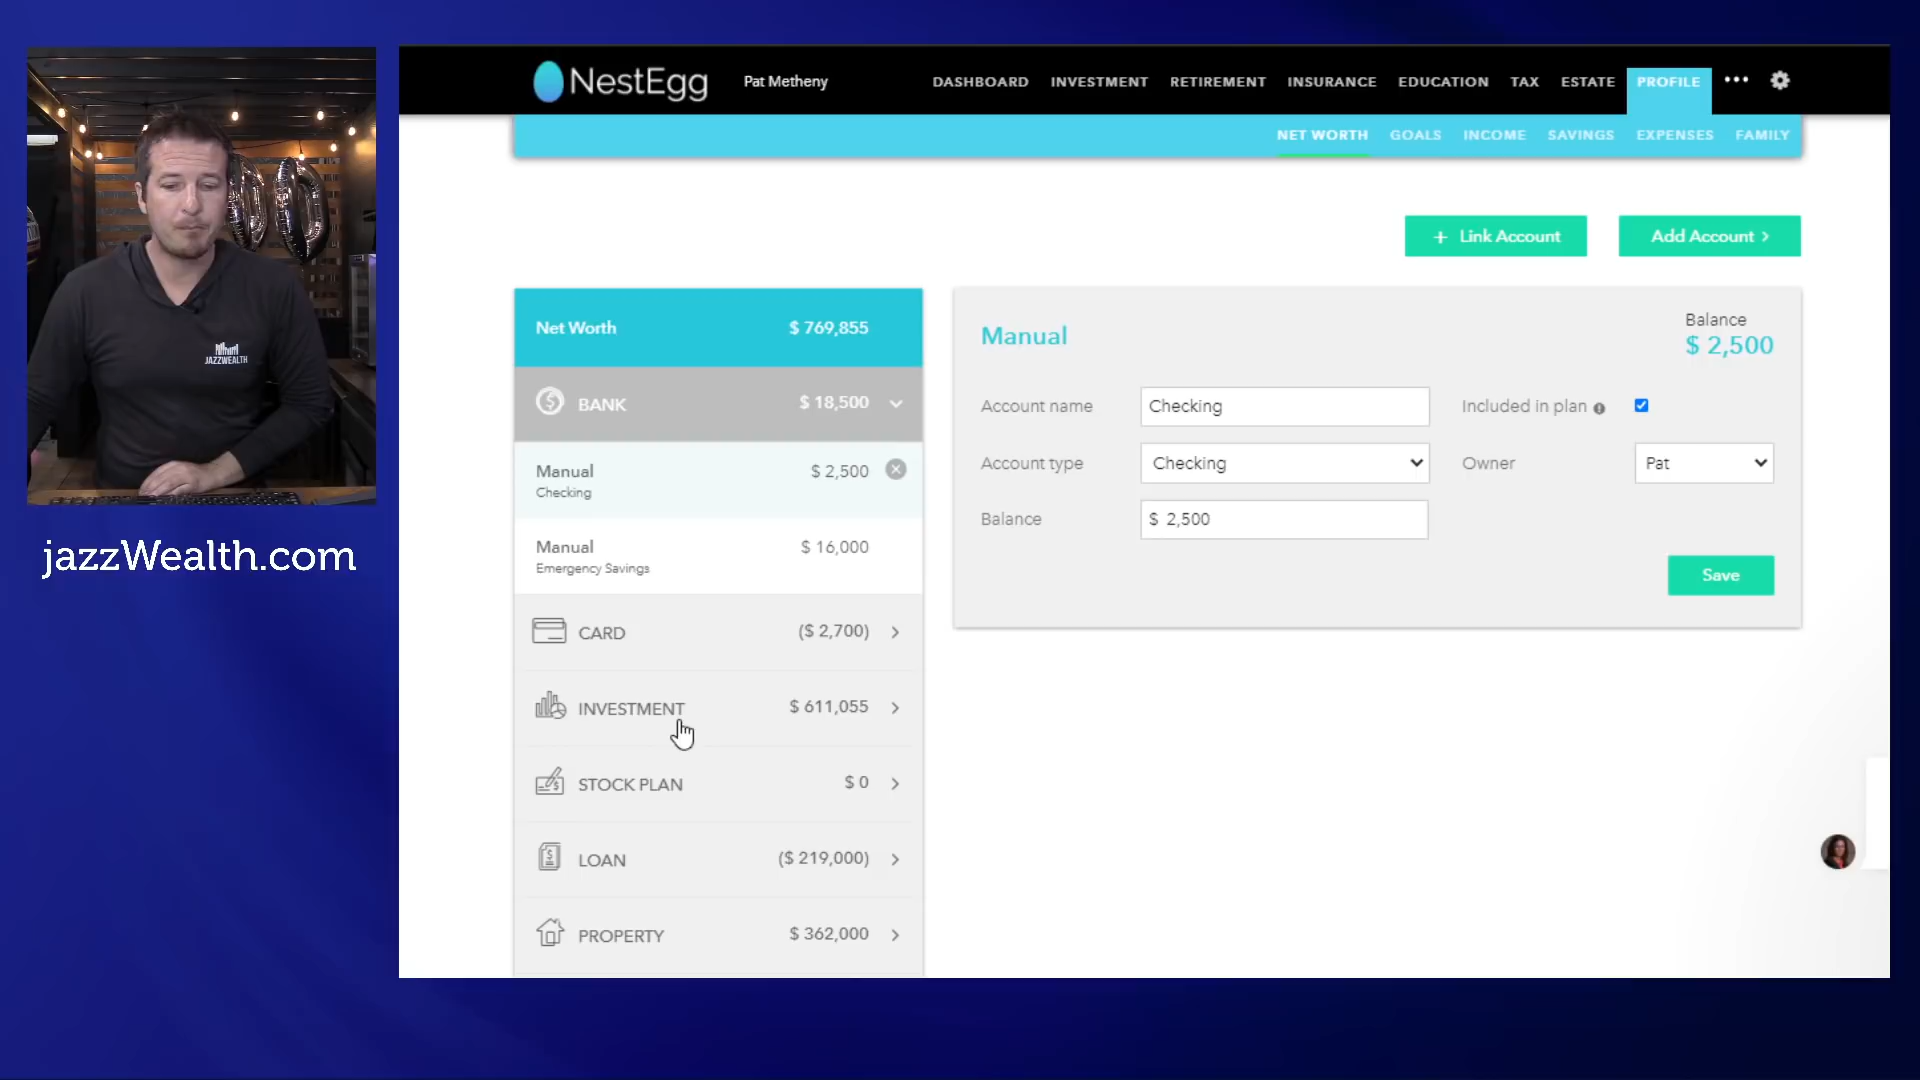 NestEgg
Pat Metheny
DASHBOARD INVESTMENT RETIREMENT INSURANCE EDUCATION TAX ESTATE PROFILE •••
NET WORTH GOALS INCOME SAVINGS EXPENSES FAMILY
+ Link Account
Add Account >
JAZZWEALTH
jazzWealth.com
Net Worth $ 769,855
BANK $ 18,500
Manual $ 2,500
Checking
Manual $ 16,000
Emergency Savings
CARD ($ 2,700)
INVESTMENT $ 611,055
STOCK PLAN $ 0
LOAN ($ 219,000)
PROPERTY $ 362,000
Manual
Balance
$ 2,500
Account name Checking Included in plan
Account type Checking Owner Pat
Balance $ 2,500
Save